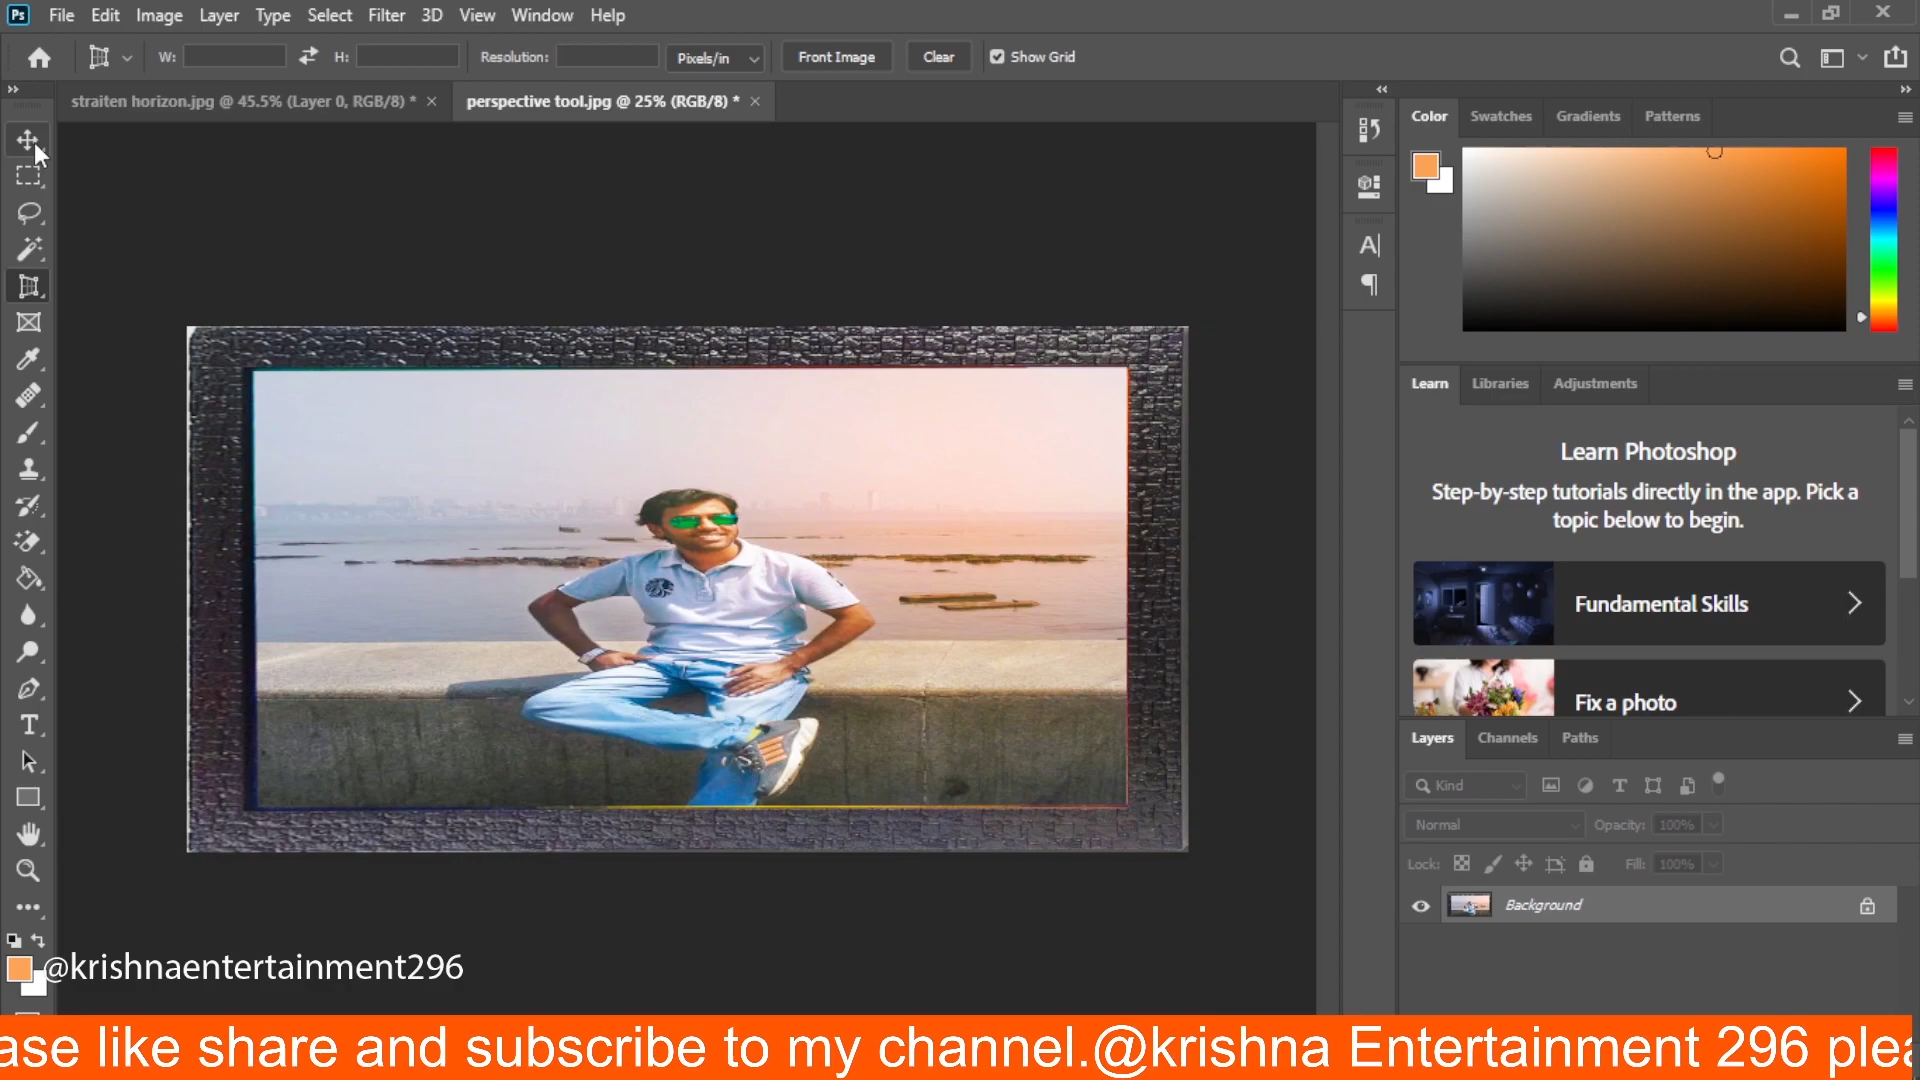 Ps File Edit Image Layer Type Select Filter 3D View Window Help
W: H: Resolution: Pixels/in Front Image Clear Show Grid
straiten horizon.jpg @ 45.5% (Layer 0, RGB/8) *
perspective tool.jpg @ 25% (RGB/8) *
Color Swatches Gradients Patterns
Learn Libraries Adjustments
Learn Photoshop
Step-by-step tutorials directly in the app. Pick a
topic below to begin.
Fundamental Skills
Fix a photo
Layers Channels Paths
Kind
Normal Opacity: 100%
Lock: Fill: 100%
Background
@krishnaentertainment296
ase like share and subscribe to my channel.@krishna Entertainment 296 plea